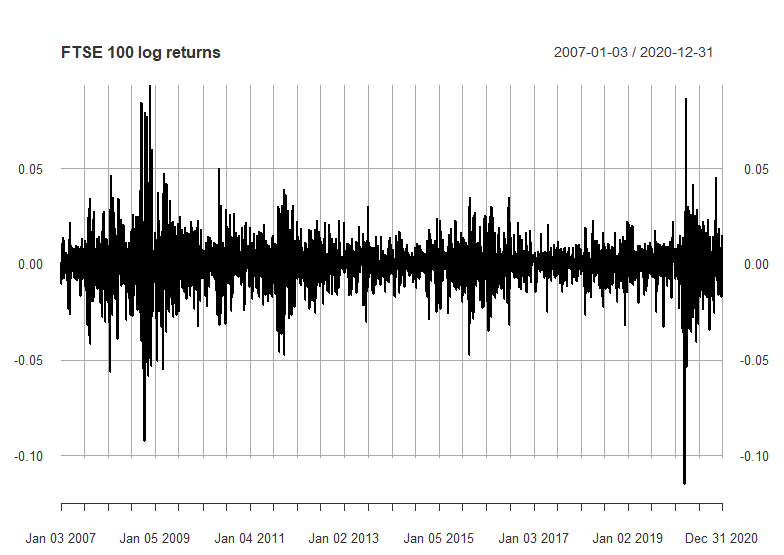 FTSE 100 log returns 2007-01-03 / 2020-12-31
0.05 0.05
0.00 0.00
-0.05 -0.05
-0.10 -0.10
Jan 03 2007 Jan 05 2009 Jan 04 2011 Jan 02 2013 Jan 05 2015 Jan 03 2017 Jan 02 2019 Dec 31 2020